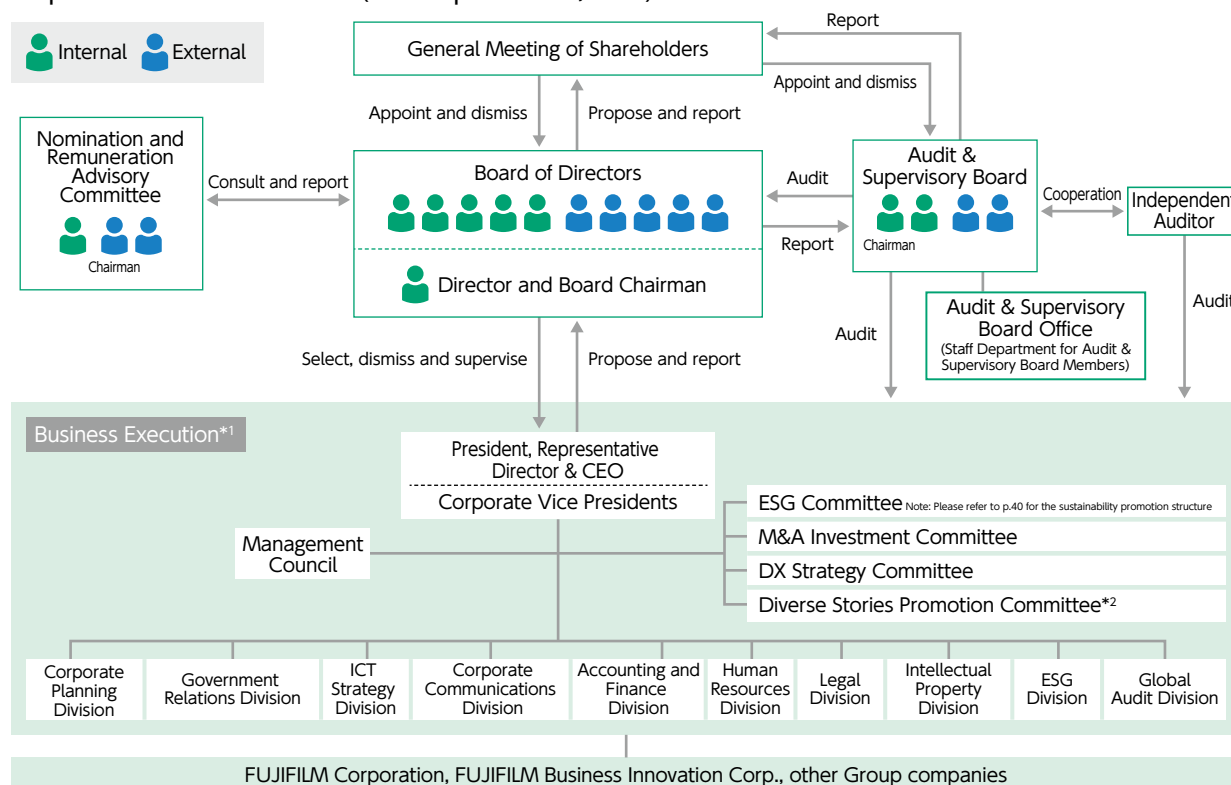 Internal
External
General Meeting of Shareholders
Report
Appoint and dismiss
Appoint and dismiss
Propose and report
Nomination and
Remuneration
Advisory
Committee
Chairman
Consult and report
Board of Directors
Director and Board Chairman
Audit
Report
Audit &
Supervisory Board
Chairman
Cooperation
Independent
Auditor
Audit & Supervisory
Board Office
(Staff Department for Audit &
Supervisory Board Members)
Audit
Audit
Select, dismiss and supervise
Propose and report
Business Execution*1
President, Representative
Director & CEO
Corporate Vice Presidents
Management
Council
ESG Committee Note: Please refer to p.40 for the sustainability promotion structure
M&A Investment Committee
DX Strategy Committee
Diverse Stories Promotion Committee*2
Corporate
Planning
Division
Government
Relations Division
ICT
Strategy
Division
Corporate
Communications
Division
Accounting and
Finance
Division
Human
Resources
Division
Legal
Division
Intellectual
Property
Division
ESG
Division
Global
Audit Division
FUJIFILM Corporation, FUJIFILM Business Innovation Corp., other Group companies